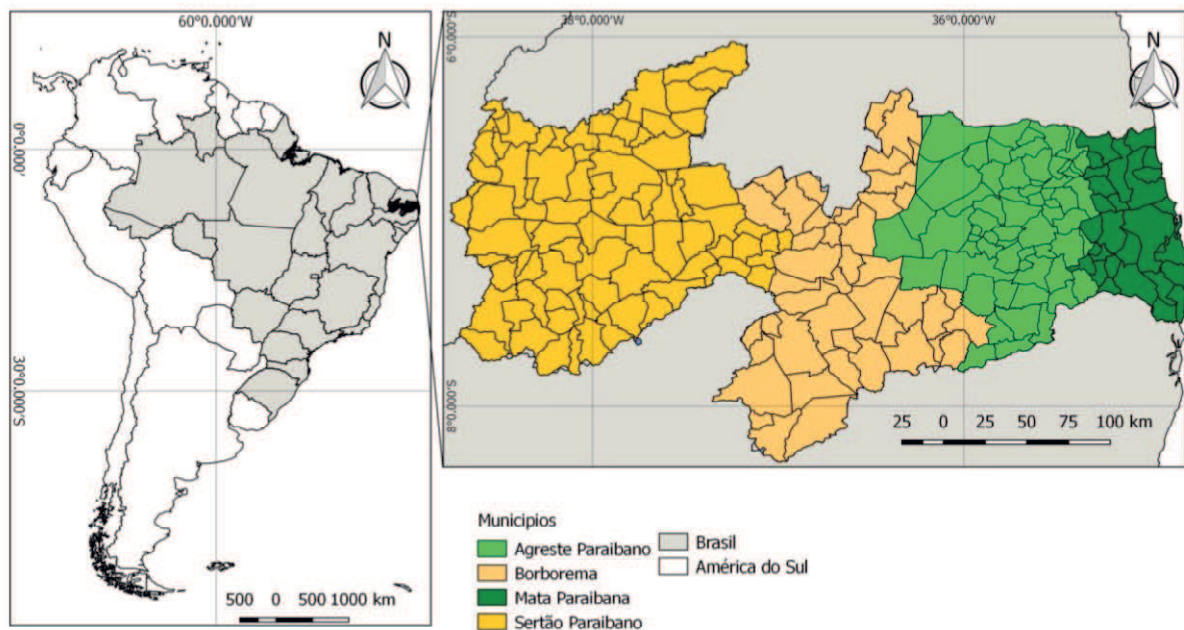 60°0.000'W
N
0°0.000'
30°0.000'S
500 0 500 1000 km
38°0.000'W
36°0.000'W
6°0.000'S
8°0.000'S
N
25 0 25 50 75 100 km
Municipios
Agreste Paraibano
Borborema
Mata Paraibana
Sertão Paraibano
Brasil
América do Sul